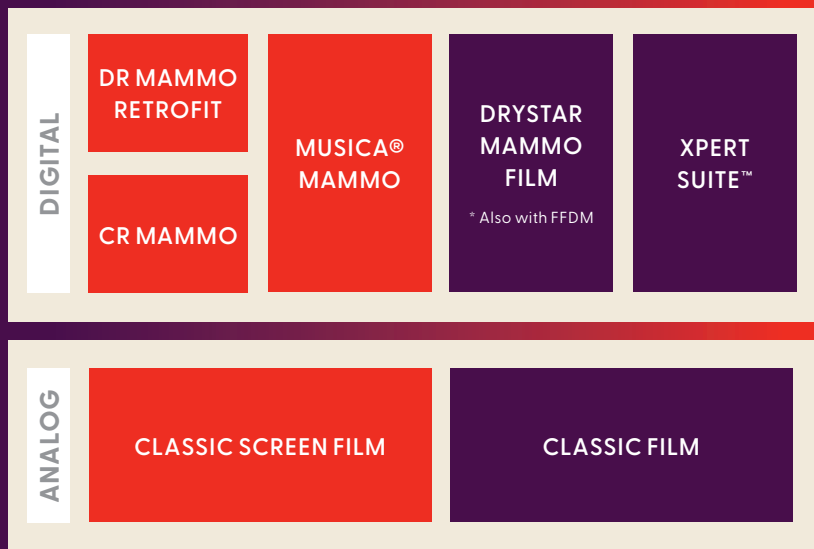 DIGITAL
DR MAMMO
RETROFIT
CR MAMMO
MUSICA®
MAMMO
DRYSTAR
MAMMO
FILM
* Also with FFDM
XPERT
SUITE™
ANALOG
CLASSIC SCREEN FILM
CLASSIC FILM